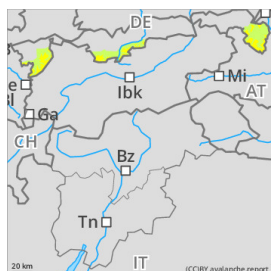 DE
Ibk
Mi
AT
Ga
CH
Bz
Tn
IT
20 km
(CC)BY avalanche.report